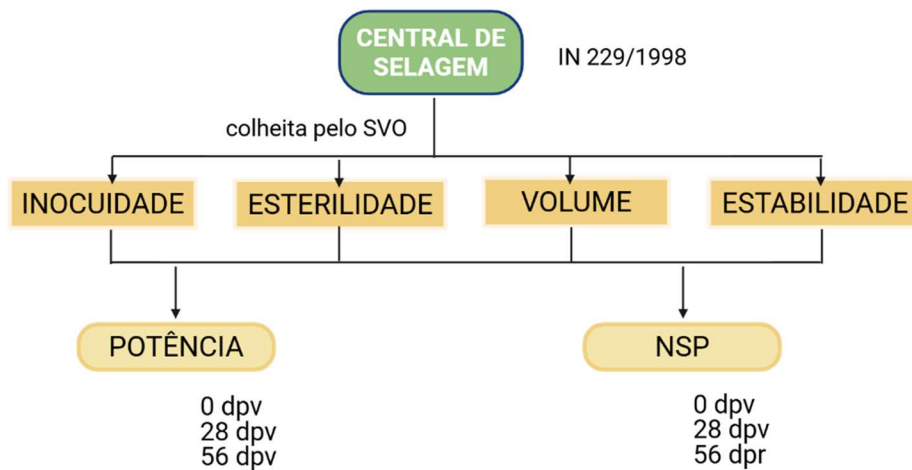 CENTRAL DE
SELAGEM
IN 229/1998
colheita pelo SVO
INOCUIDADE
ESTERILIDADE
VOLUME
ESTABILIDADE
POTÊNCIA
NSP
0 dpv
28 dpv
56 dpv
0 dpv
28 dpv
56 dpr